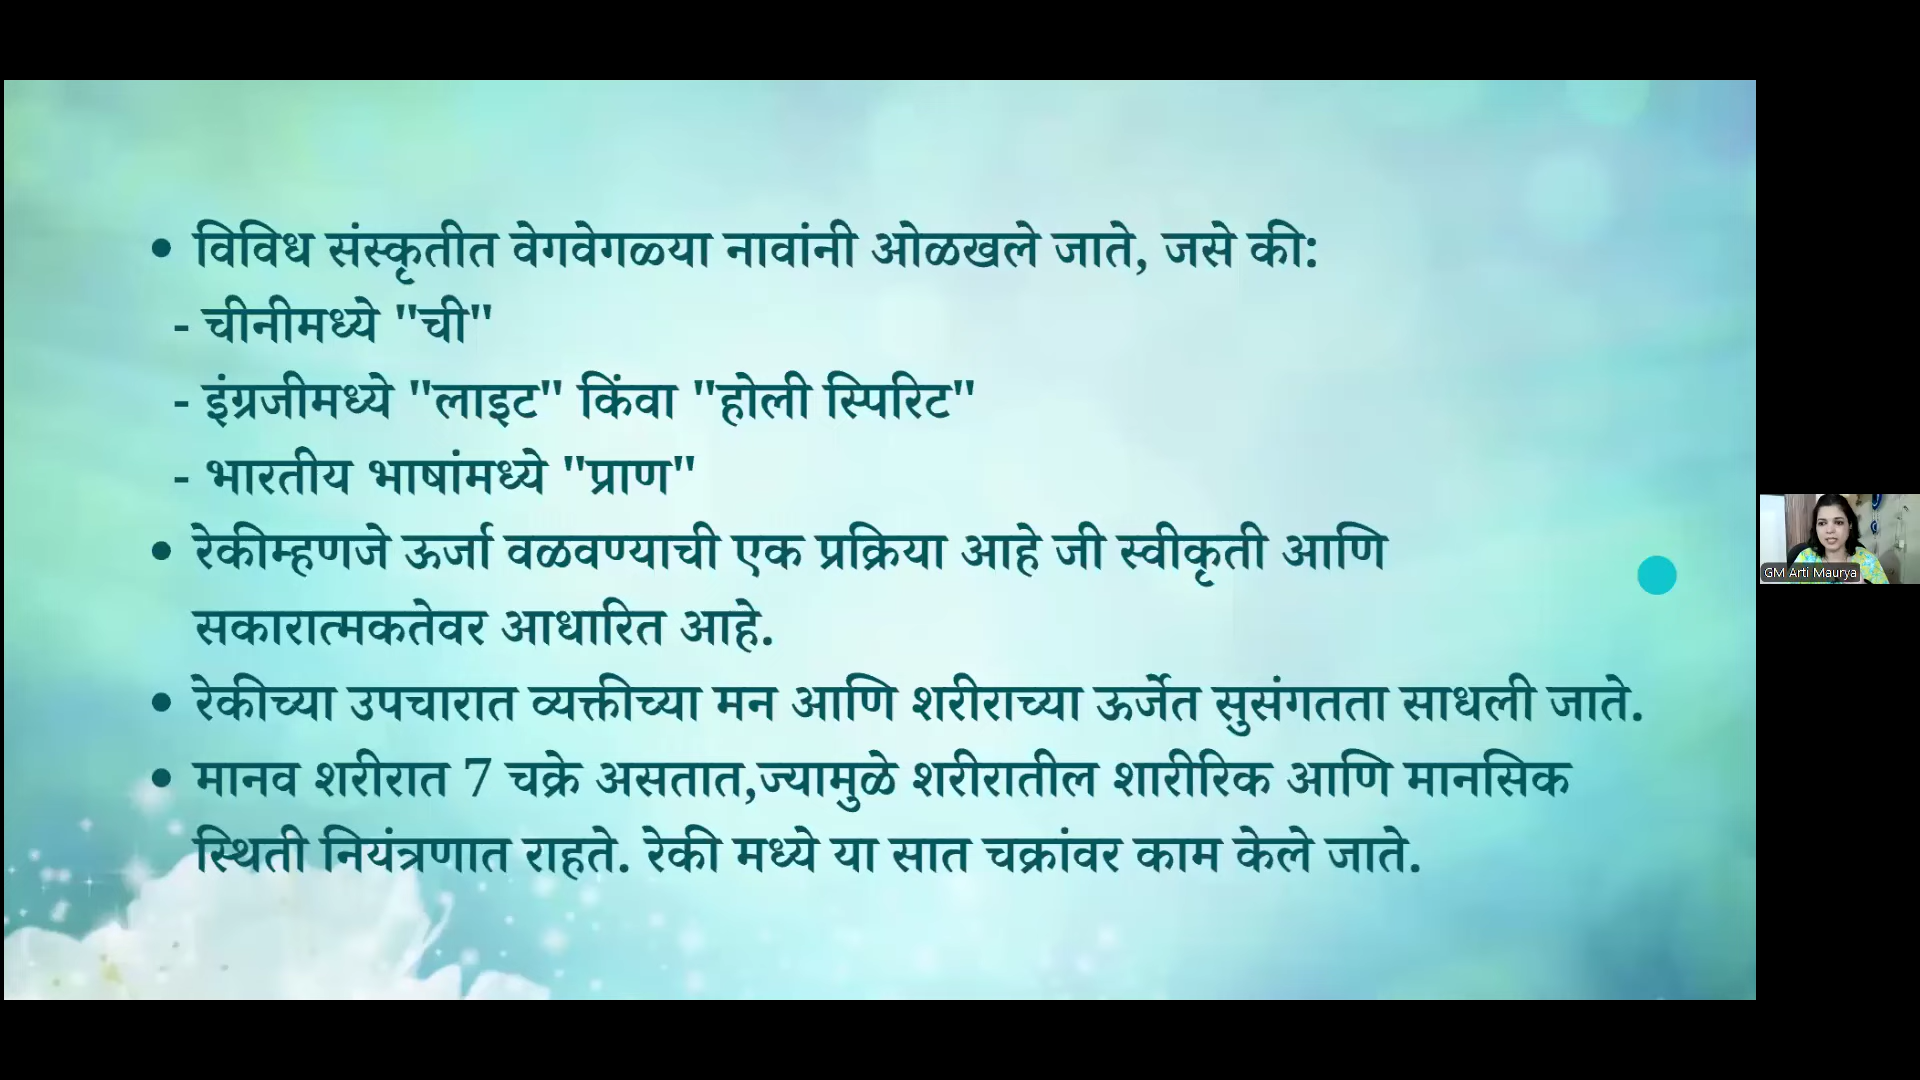 • विविध संस्कृतीत वेगवेगळ्या नावांनी ओळखले जाते, जसे की:
- चीनीमध्ये "ची"
- इंग्रजीमध्ये "लाइट" किंवा "होली स्पिरिट"
- भारतीय भाषांमध्ये "प्राण"
• रेकीम्हणजे ऊर्जा वळवण्याची एक प्रक्रिया आहे जी स्वीकृती आणि
सकारात्मकतेवर आधारित आहे.
• रेकीच्या उपचारात व्यक्तीच्या मन आणि शरीराच्या ऊर्जेत सुसंगतता साधली जाते.
• मानव शरीरात 7 चक्रे असतात,ज्यामुळे शरीरातील शारीरिक आणि मानसिक
स्थिती नियंत्रणात राहते. रेकी मध्ये या सात चक्रांवर काम केले जाते.
GM Arti Maurya